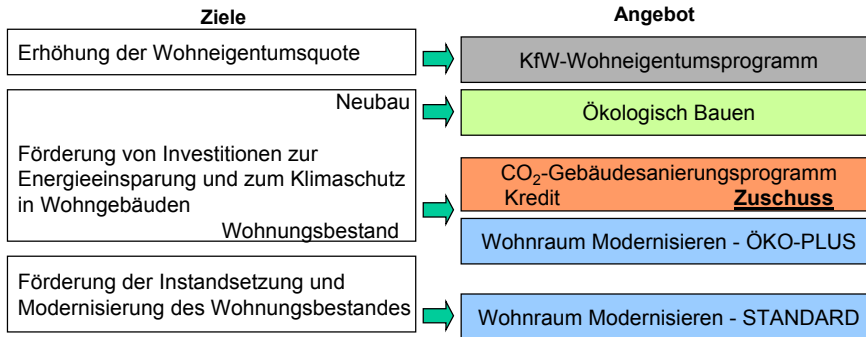 Ziele
Angebot
Erhöhung der Wohneigentumsquote
KfW-Wohneigentumsprogramm
Neubau
Ökologisch Bauen
Förderung von Investitionen zur
Energieeinsparung und zum Klimaschutz
in Wohngebäuden
Wohnungsbestand
CO₂-Gebäudesanierungsprogramm
Kredit Zuschuss
Wohnraum Modernisieren - ÖKO-PLUS
Förderung der Instandsetzung und
Modernisierung des Wohnungsbestandes
Wohnraum Modernisieren - STANDARD